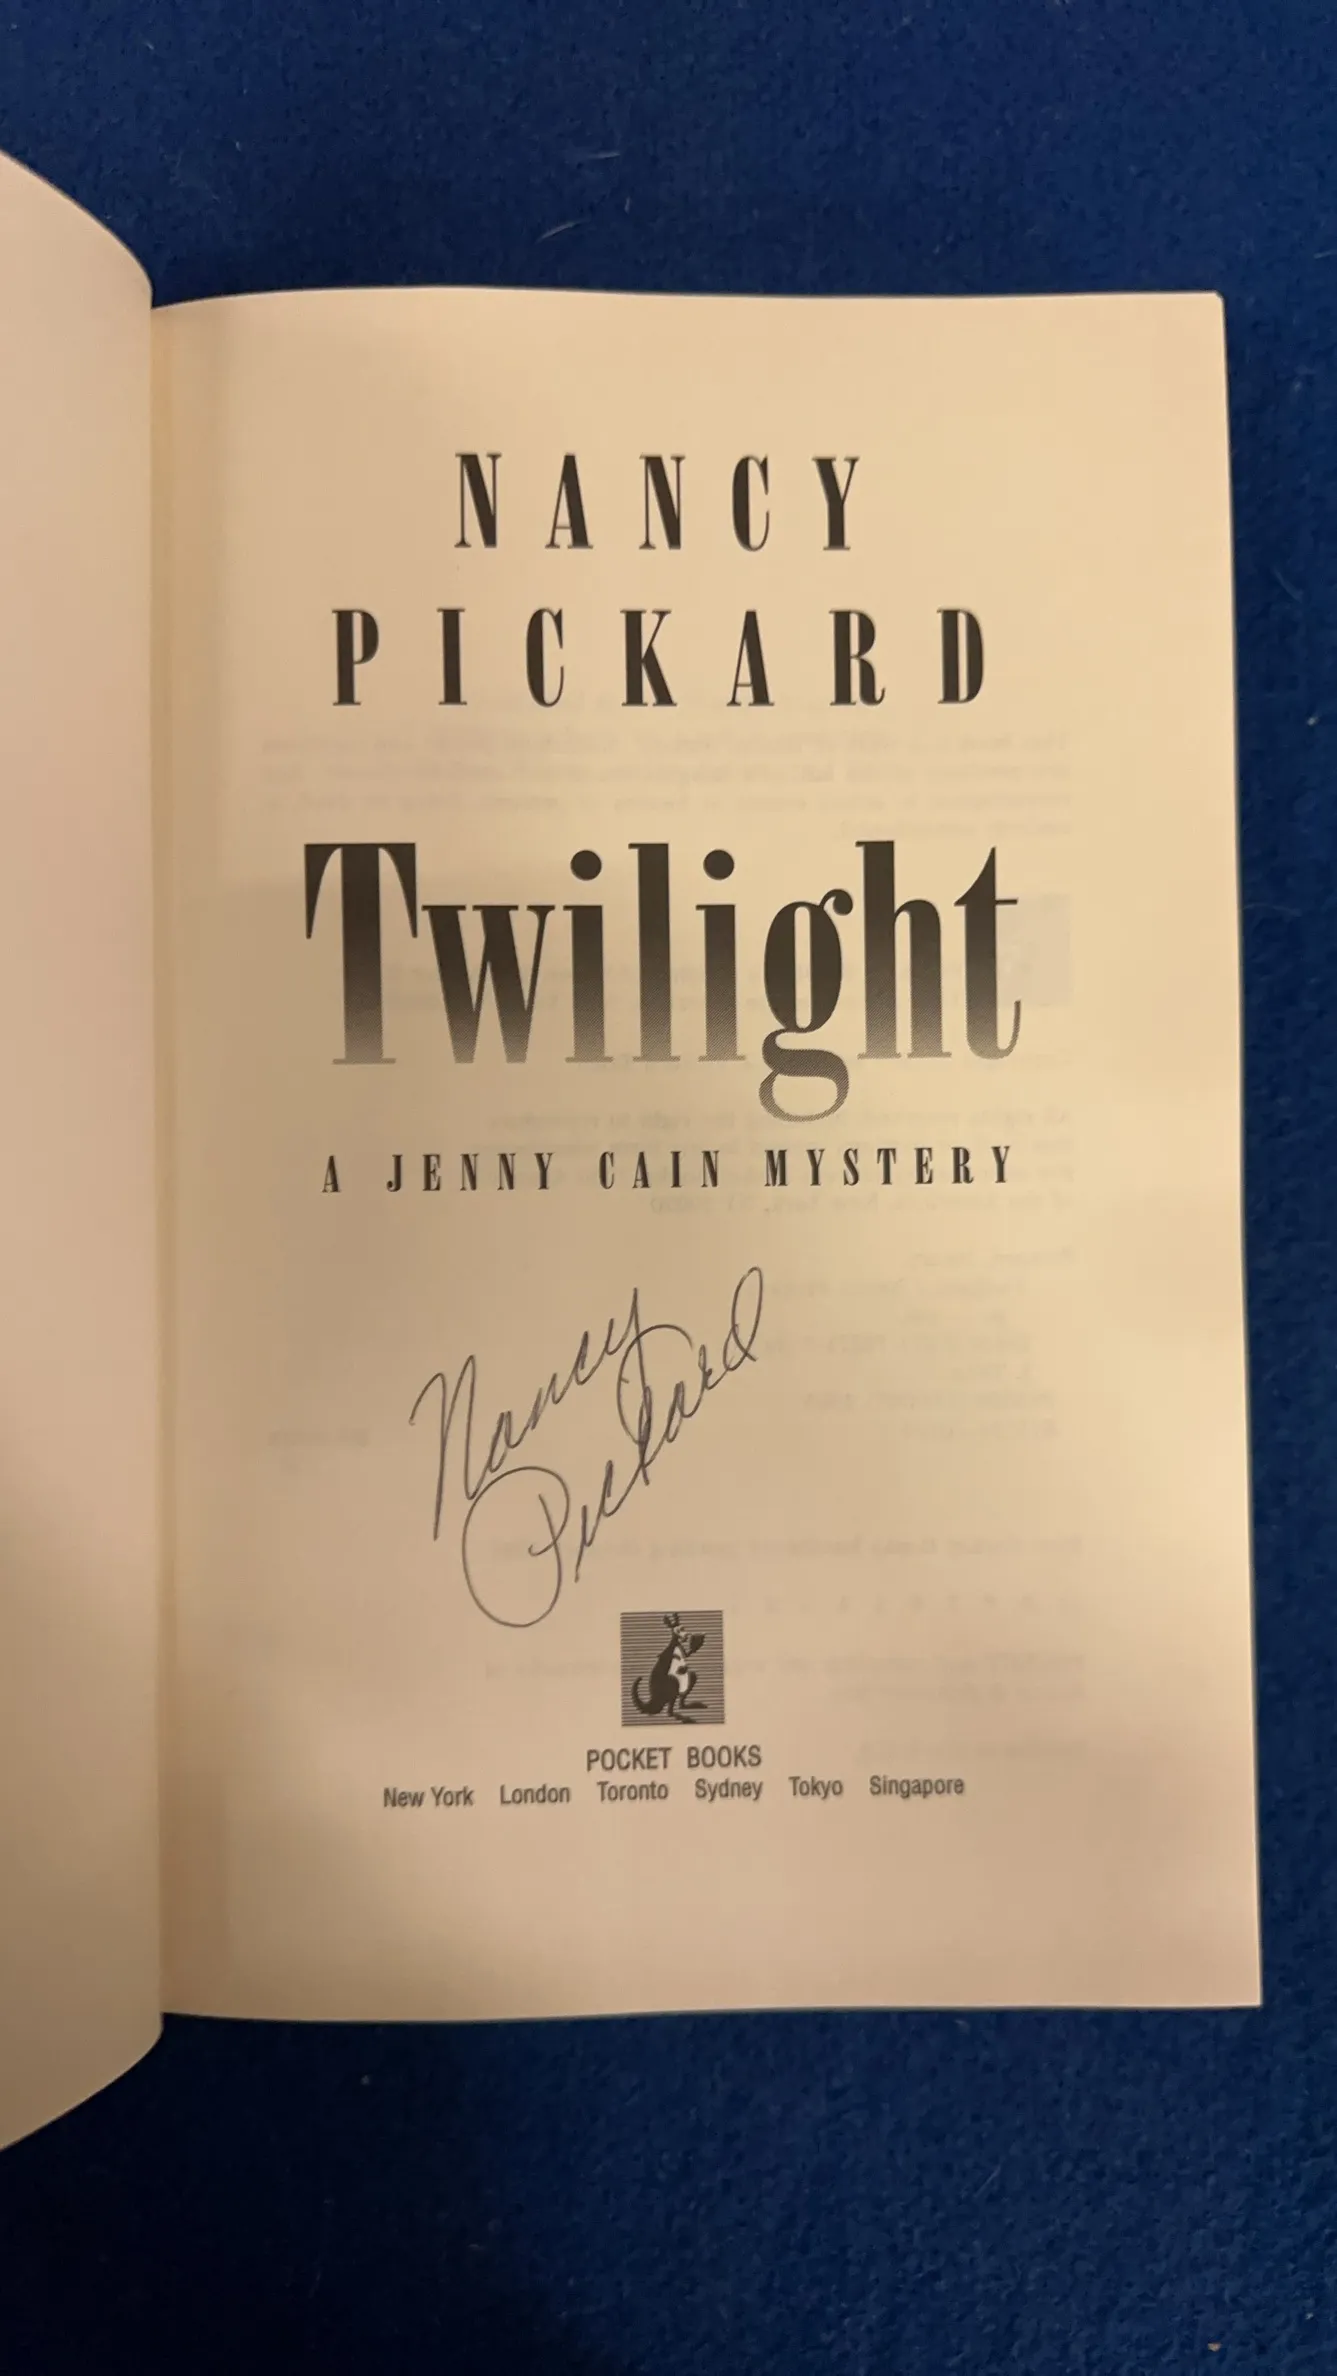 NANCY
PICKARD
Twilight
A JENNY CAIN MYSTERY
Nancy
Pickard
POCKET BOOKS
New York London Toronto Sydney Tokyo Singapore